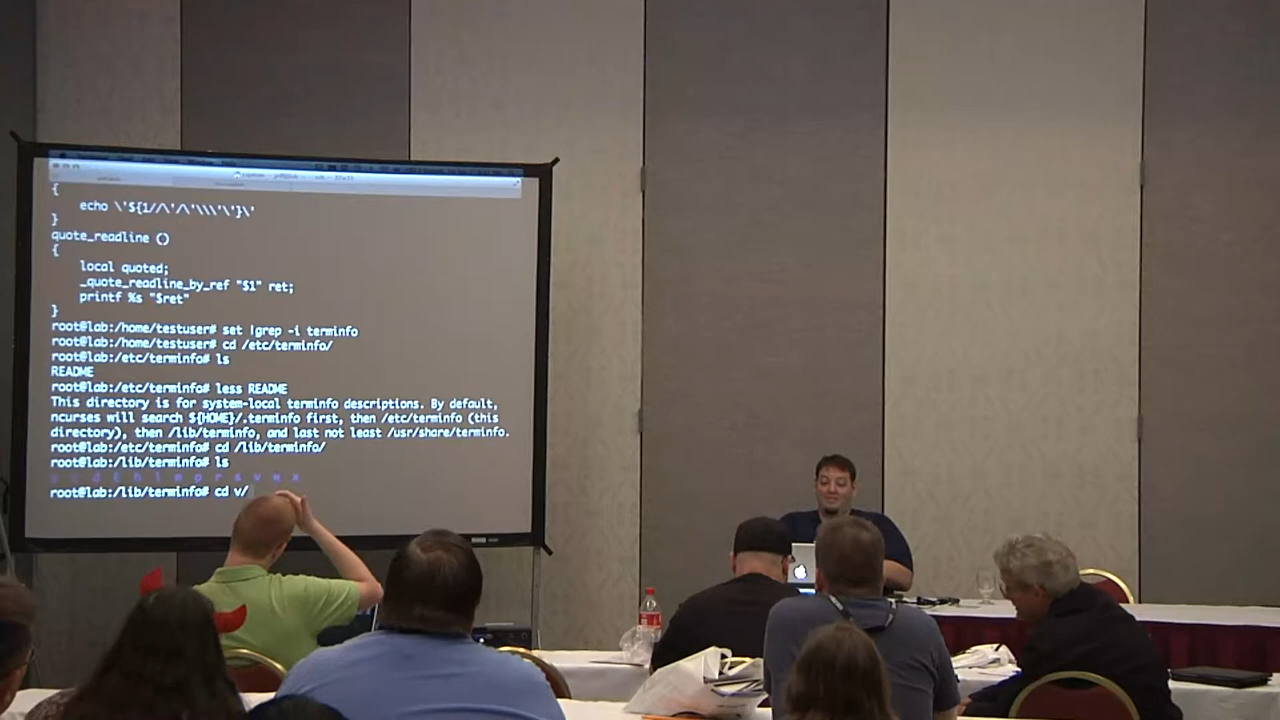 {
echo \'${1//\'/\'\\\'\'}\'
}
quote_readline ()
{
local quoted;
_quote_readline_by_ref "$1" ret;
printf %s "$ret"
}
root@lab:/home/testuser# set |grep -i terminfo
root@lab:/home/testuser# cd /etc/terminfo/
root@lab:/etc/terminfo# ls
README
root@lab:/etc/terminfo# less README
This directory is for system-local terminfo descriptions. By default,
ncurses will search ${HOME}/.terminfo first, then /etc/terminfo (this
directory), then /lib/terminfo, and last not least /usr/share/terminfo.
root@lab:/etc/terminfo# cd /lib/terminfo/
root@lab:/lib/terminfo# ls
root@lab:/lib/terminfo# cd v/